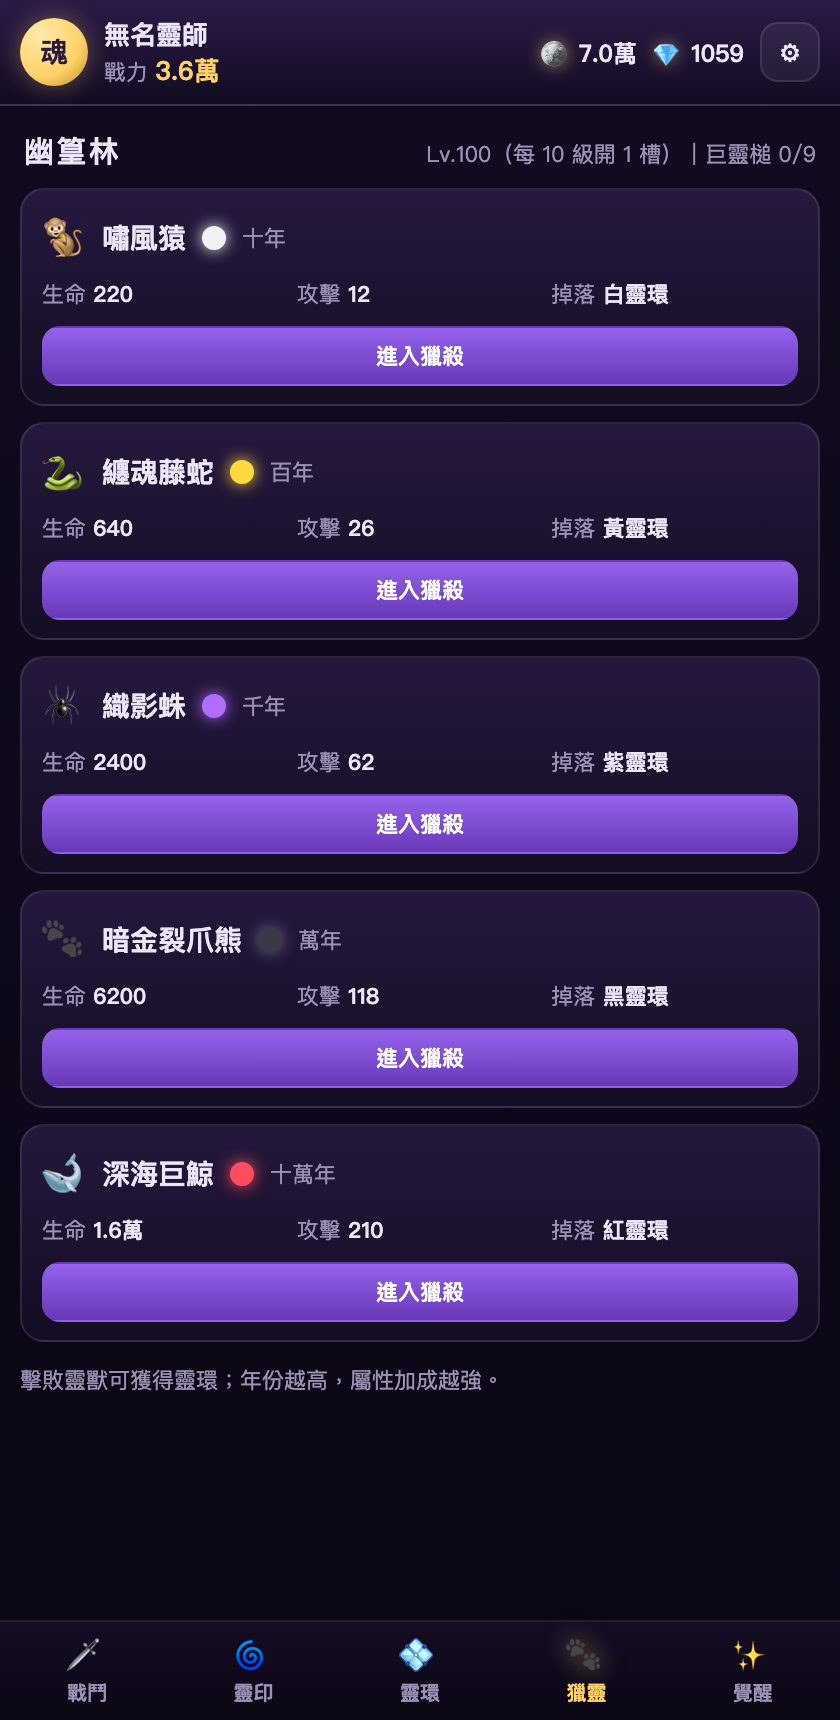 魂
無名靈師
戰力 3.6萬
7.0萬 1059
幽篁林
Lv.100（每 10 級開 1 槽）｜巨靈槌 0/9
嘯風猿 十年
生命 220 攻擊 12 掉落 白靈環
進入獵殺
纏魂藤蛇 百年
生命 640 攻擊 26 掉落 黃靈環
進入獵殺
織影蛛 千年
生命 2400 攻擊 62 掉落 紫靈環
進入獵殺
暗金裂爪熊 萬年
生命 6200 攻擊 118 掉落 黑靈環
進入獵殺
深海巨鯨 十萬年
生命 1.6萬 攻擊 210 掉落 紅靈環
進入獵殺
擊敗靈獸可獲得靈環；年份越高，屬性加成越強。
戰鬥 靈印 靈環 獵靈 覺醒